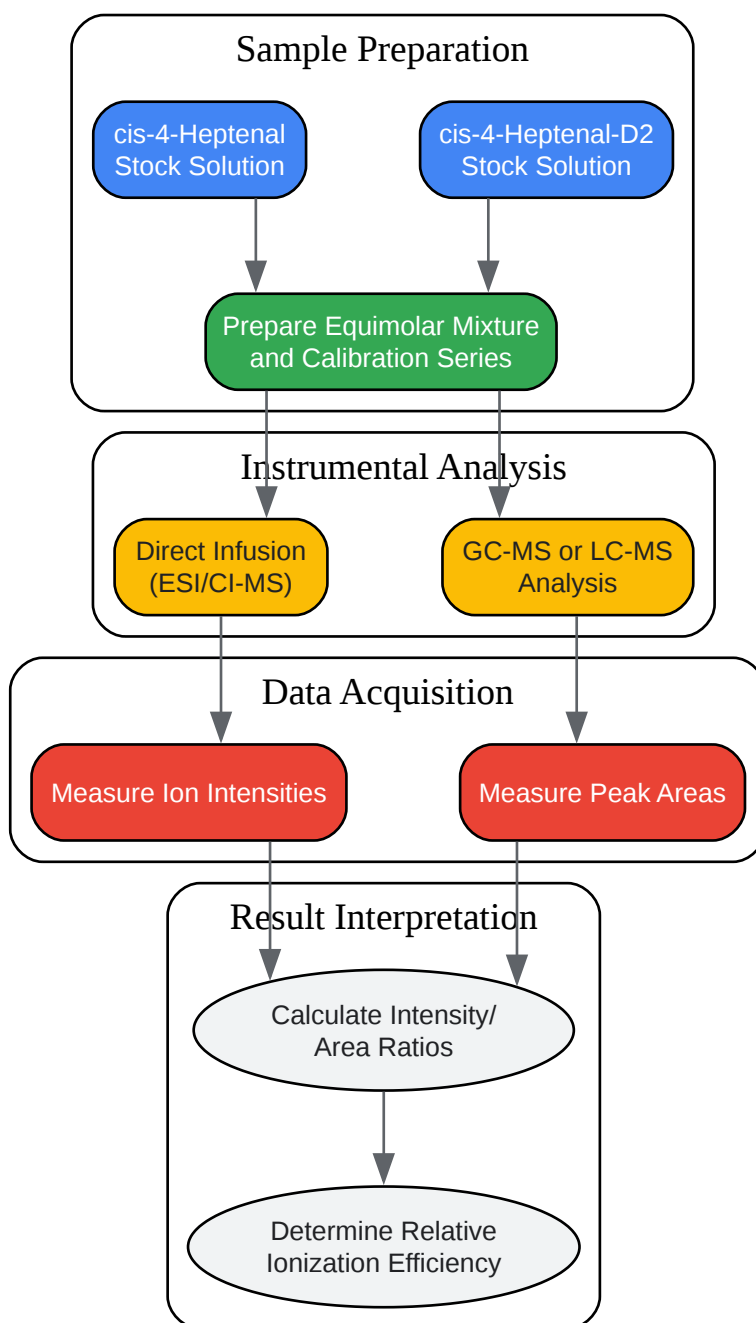 Sample Preparation
cis-4-Heptenal
Stock Solution
cis-4-Heptenal-D2
Stock Solution
Prepare Equimolar Mixture
and Calibration Series
Instrumental Analysis
Direct Infusion
(ESI/CI-MS)
GC-MS or LC-MS
Analysis
Data Acquisition
Measure Ion Intensities
Measure Peak Areas
Result Interpretation
Calculate Intensity/
Area Ratios
Determine Relative
Ionization Efficiency